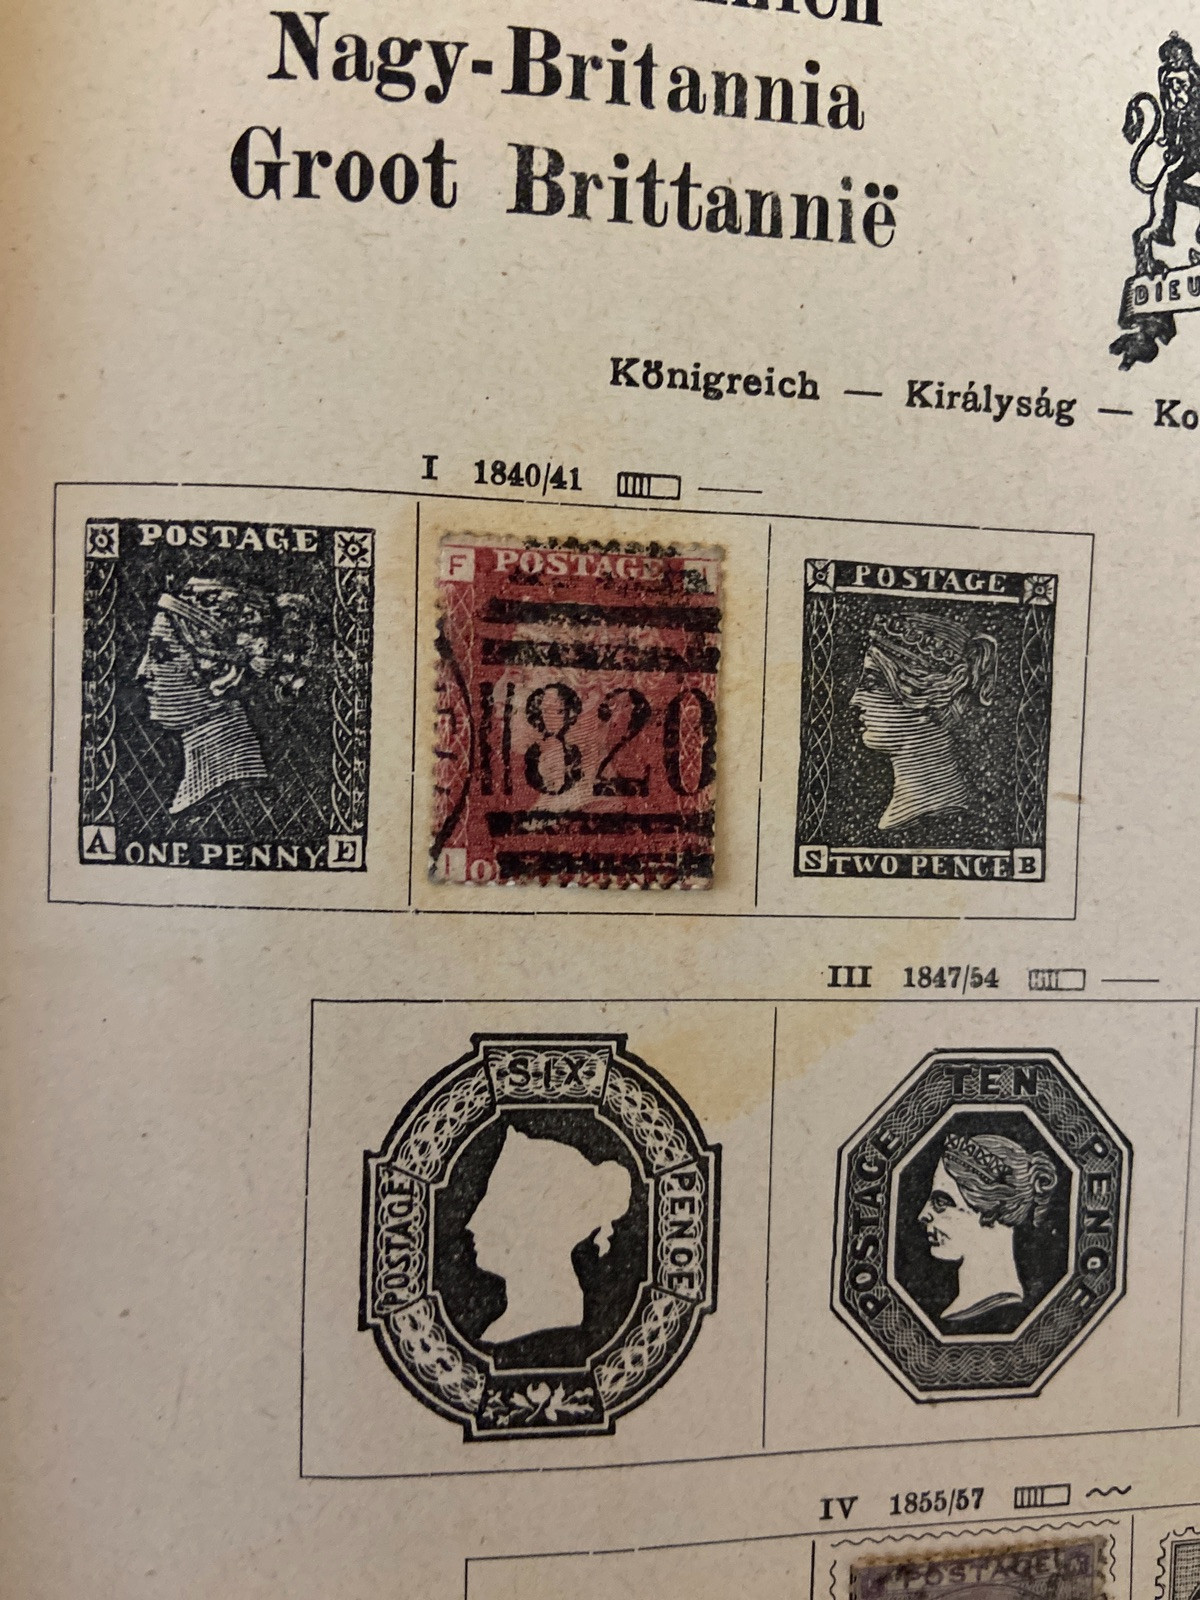 Nagy-Britannia
Groot Brittannië
DIEU
Königreich — Királyság — Ko
I 1840/41
POSTAGE
A ONE PENNY. E
F POSTAGE
820
POSTAGE
S TWO PENCE B
III 1847/54
SIX
POSTAGE
PENCE
TEN
POSTAGE
PENCE
IV 1855/57
POSTAGE